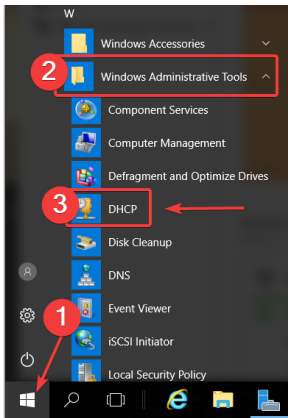 W
Windows Accessories
2
Windows Administrative Tools
Component Services
Computer Management
Defragment and Optimize Drives
3
DHCP
Disk Cleanup
DNS
Event Viewer
1
iSCSI Initiator
Local Security Policy